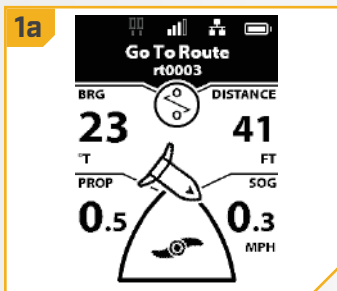 1a
Go To Route
rt0003
BRG
DISTANCE
23
41
°T
FT
PROP
SOG
0.5
0.3
MPH